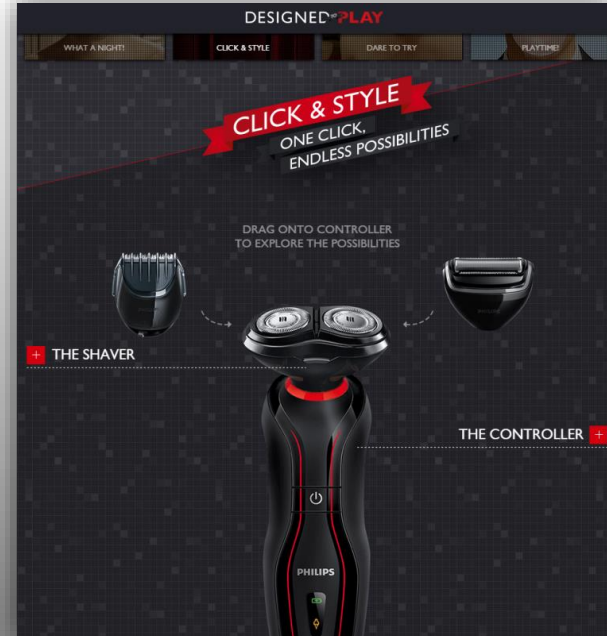 DESIGNED TO PLAY
WHAT A NIGHT!
CLICK & STYLE
DARE TO TRY
PLAYTIME!
CLICK & STYLE
ONE CLICK,
ENDLESS POSSIBILITIES
DRAG ONTO CONTROLLER
TO EXPLORE THE POSSIBILITIES
+ THE SHAVER
THE CONTROLLER +
PHILIPS